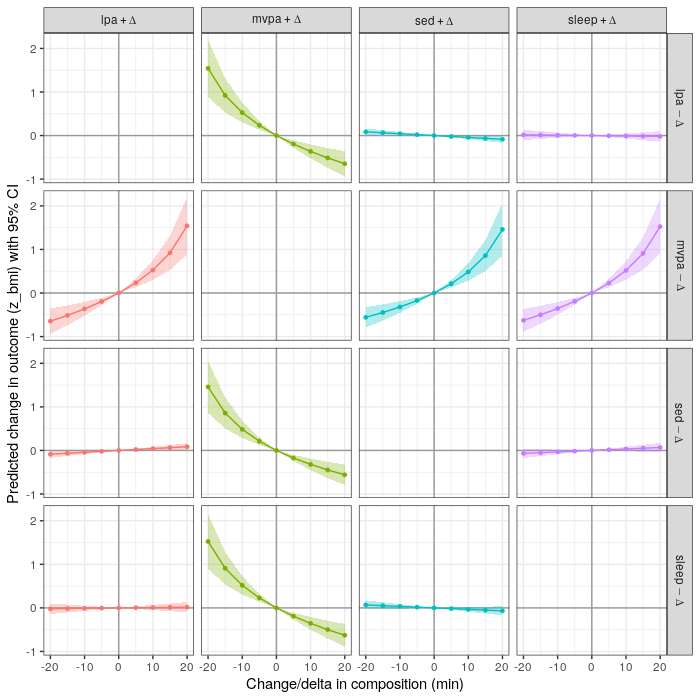 lpa + Δ
mvpa + Δ
sed + Δ
sleep + Δ
Predicted change in outcome (z_bmi) with 95% CI
2
1
0
-1
lpa − Δ
2
1
0
-1
mvpa − Δ
2
1
0
-1
sed − Δ
2
1
0
-1
sleep − Δ
-20 -10 0 10 20 -20 -10 0 10 20 -20 -10 0 10 20 -20 -10 0 10 20
Change/delta in composition (min)